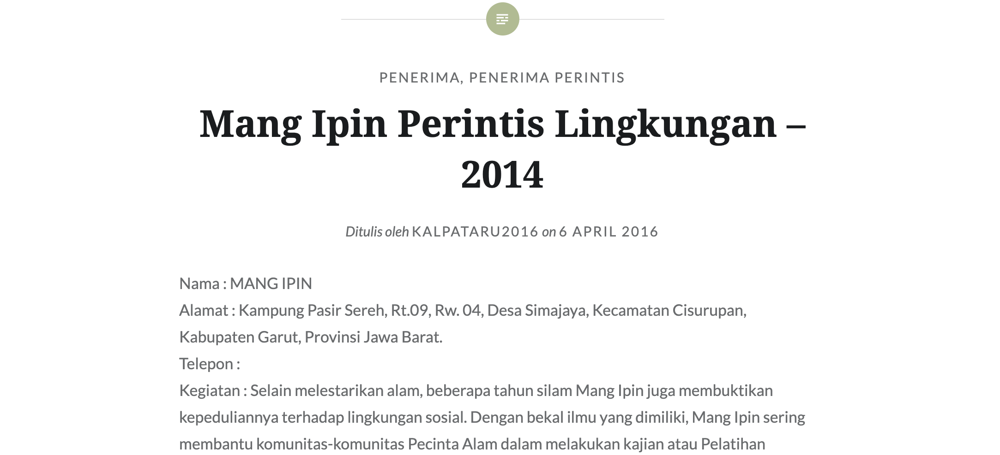 PENERIMA, PENERIMA PERINTIS
Mang Ipin Perintis Lingkungan –
2014
Ditulis oleh KALPATARU2016 on 6 APRIL 2016
Nama : MANG IPIN
Alamat : Kampung Pasir Sereh, Rt.09, Rw. 04, Desa Simajaya, Kecamatan Cisurupan,
Kabupaten Garut, Provinsi Jawa Barat.
Telepon :
Kegiatan : Selain melestarikan alam, beberapa tahun silam Mang Ipin juga membuktikan
kepeduliannya terhadap lingkungan sosial. Dengan bekal ilmu yang dimiliki, Mang Ipin sering
membantu komunitas-komunitas Pecinta Alam dalam melakukan kajian atau Pelatihan